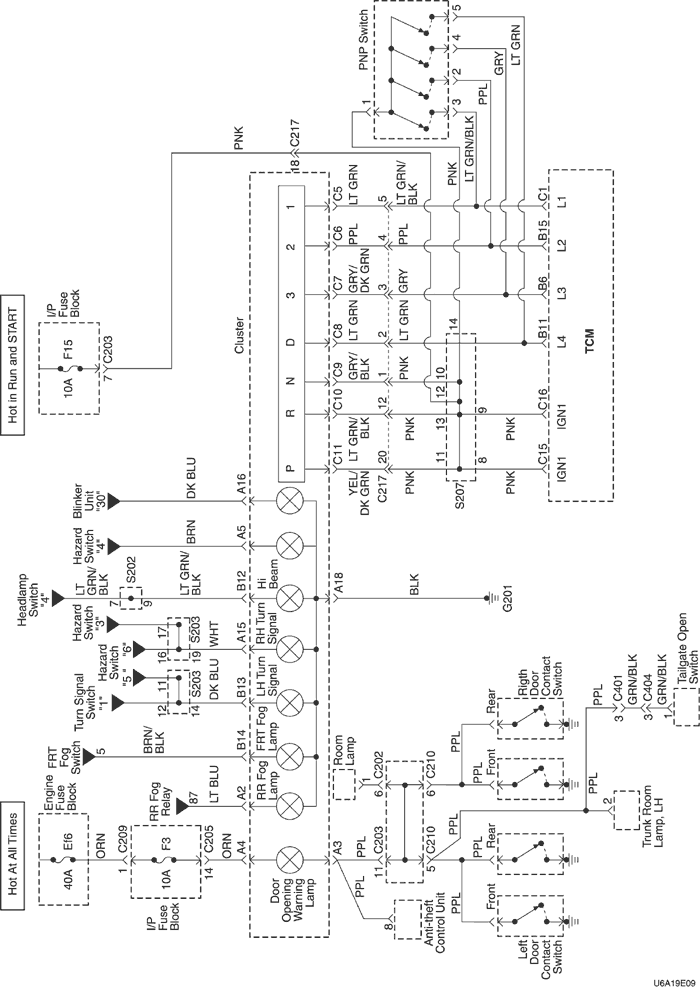 Hot At All Times
Hot in Run and START
Engine
Fuse
Block
E6
40A
ORN
1
C209
F3
10A
I/P
Fuse
Block
14
C205
ORN
A4
Door
Opening
Warning
Lamp
RR Fog
Relay
87
LT BLU
A2
RR Fog
Lamp
FRT
Fog
Switch
5
BRN/
BLK
B14
FRT Fog
Lamp
Turn Signal
Switch
"1"
"5"
12
11
S203
14
DK BLU
B13
LH Turn
Signal
Hazard
Switch
"6"
Hazard
Switch
"3"
16
17
S203
19
WHT
A15
RH Turn
Signal
Headlamp
Switch
"4"
LT
GRN/
BLK
7
S202
9
LT GRN/
BLK
B12
Hi
Beam
Hazard
Switch
"4"
BRN
A5
Blinker
Unit
"30"
DK BLU
A16
I/P
Fuse
Block
F15
10A
7
C203
PNK
18
C217
Cluster
P
R
N
D
3
2
1
C11
C10
C9
C8
C7
C6
C5
YEL/
DK GRN
LT GRN/
BLK
GRY/
BLK
LT GRN
GRY/
DK GRN
PPL
LT GRN
C217
20
12
1
2
3
4
5
PNK
PNK
PNK
LT GRN
GRY
PPL
LT GRN/
BLK
PNK
LT GRN/BLK
S207
11
13
12
10
14
8
9
PNK
PNK
C15
C16
B11
B6
B15
C1
IGN1
IGN1
L4
L3
L2
L1
TCM
PNP Switch
1
3
2
4
5
PPL
GRY
LT GRN
A18
BLK
G201
A3
PPL
PPL
8
Anti-theft
Control Unit
11
C203
Room
Lamp
1
6
C202
5
C210
6
C210
PPL
PPL
PPL
Front
Rear
Left
Door
Contact
Switch
Front
Rear
Rigth
Door
Contact
Switch
PPL
2
Trunk Room
Lamp, LH
PPL
3
C401
GRN/BLK
3
C404
GRN/BLK
1
Tailgate Open
Switch
U6A19E09